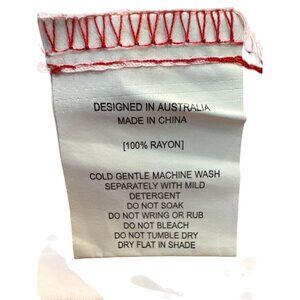 DESIGNED IN AUSTRALIA
MADE IN CHINA
[100% RAYON]
COLD GENTLE MACHINE WASH
SEPARATELY WITH MILD
DETERGENT
DO NOT SOAK
DO NOT WRING OR RUB
DO NOT BLEACH
DO NOT TUMBLE DRY
DRY FLAT IN SHADE